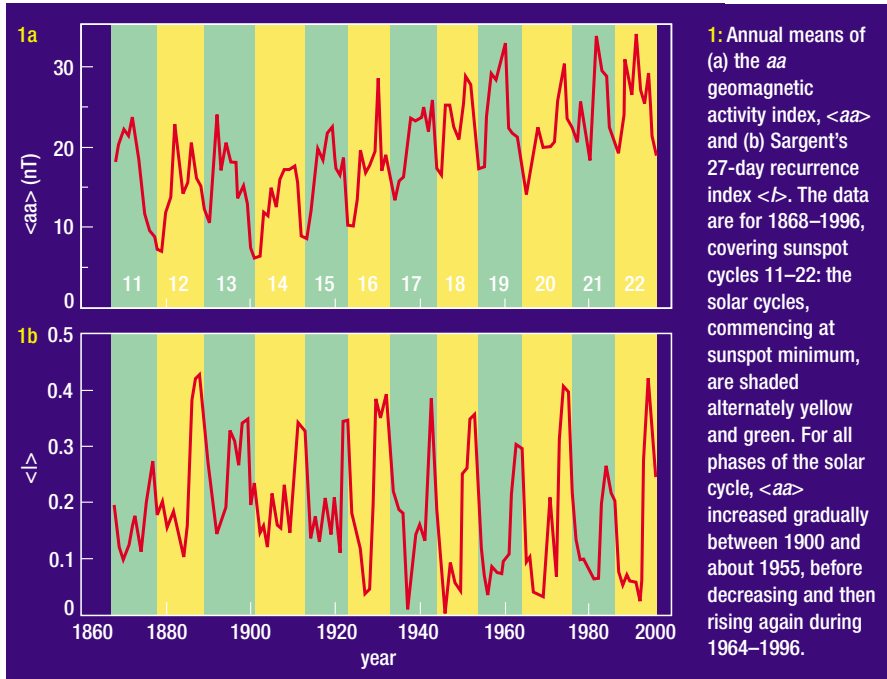 1a
30
20
10
0
<aa> (nT)
11 12 13 14 15 16 17 18 19 20 21 22
1b
0.5
0.4
0.3
0.2
0.1
0
<I>
1860 1880 1900 1920 1940 1960 1980 2000
year
1: Annual means of
(a) the aa
geomagnetic
activity index, <aa>
and (b) Sargent’s
27-day recurrence
index <I>. The data
are for 1868–1996,
covering sunspot
cycles 11–22: the
solar cycles,
commencing at
sunspot minimum,
are shaded
alternately yellow
and green. For all
phases of the solar
cycle, <aa>
increased gradually
between 1900 and
about 1955, before
decreasing and then
rising again during
1964–1996.